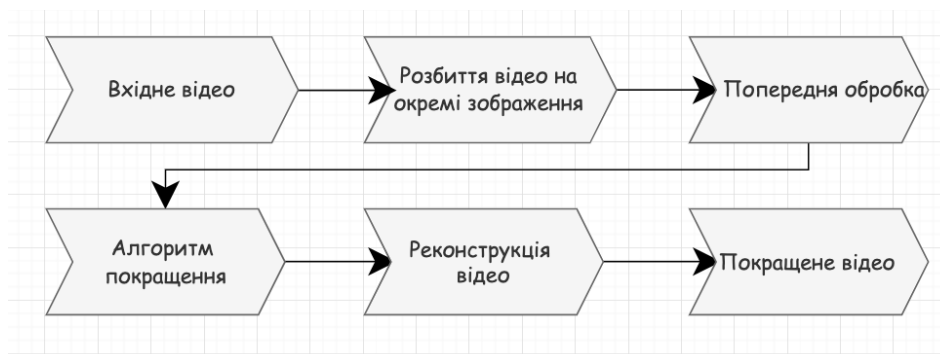 Вхідне відео
Розбиття відео на
окремі зображення
Попередня обробка
Алгоритм
покращення
Реконструкція
відео
Покращене відео